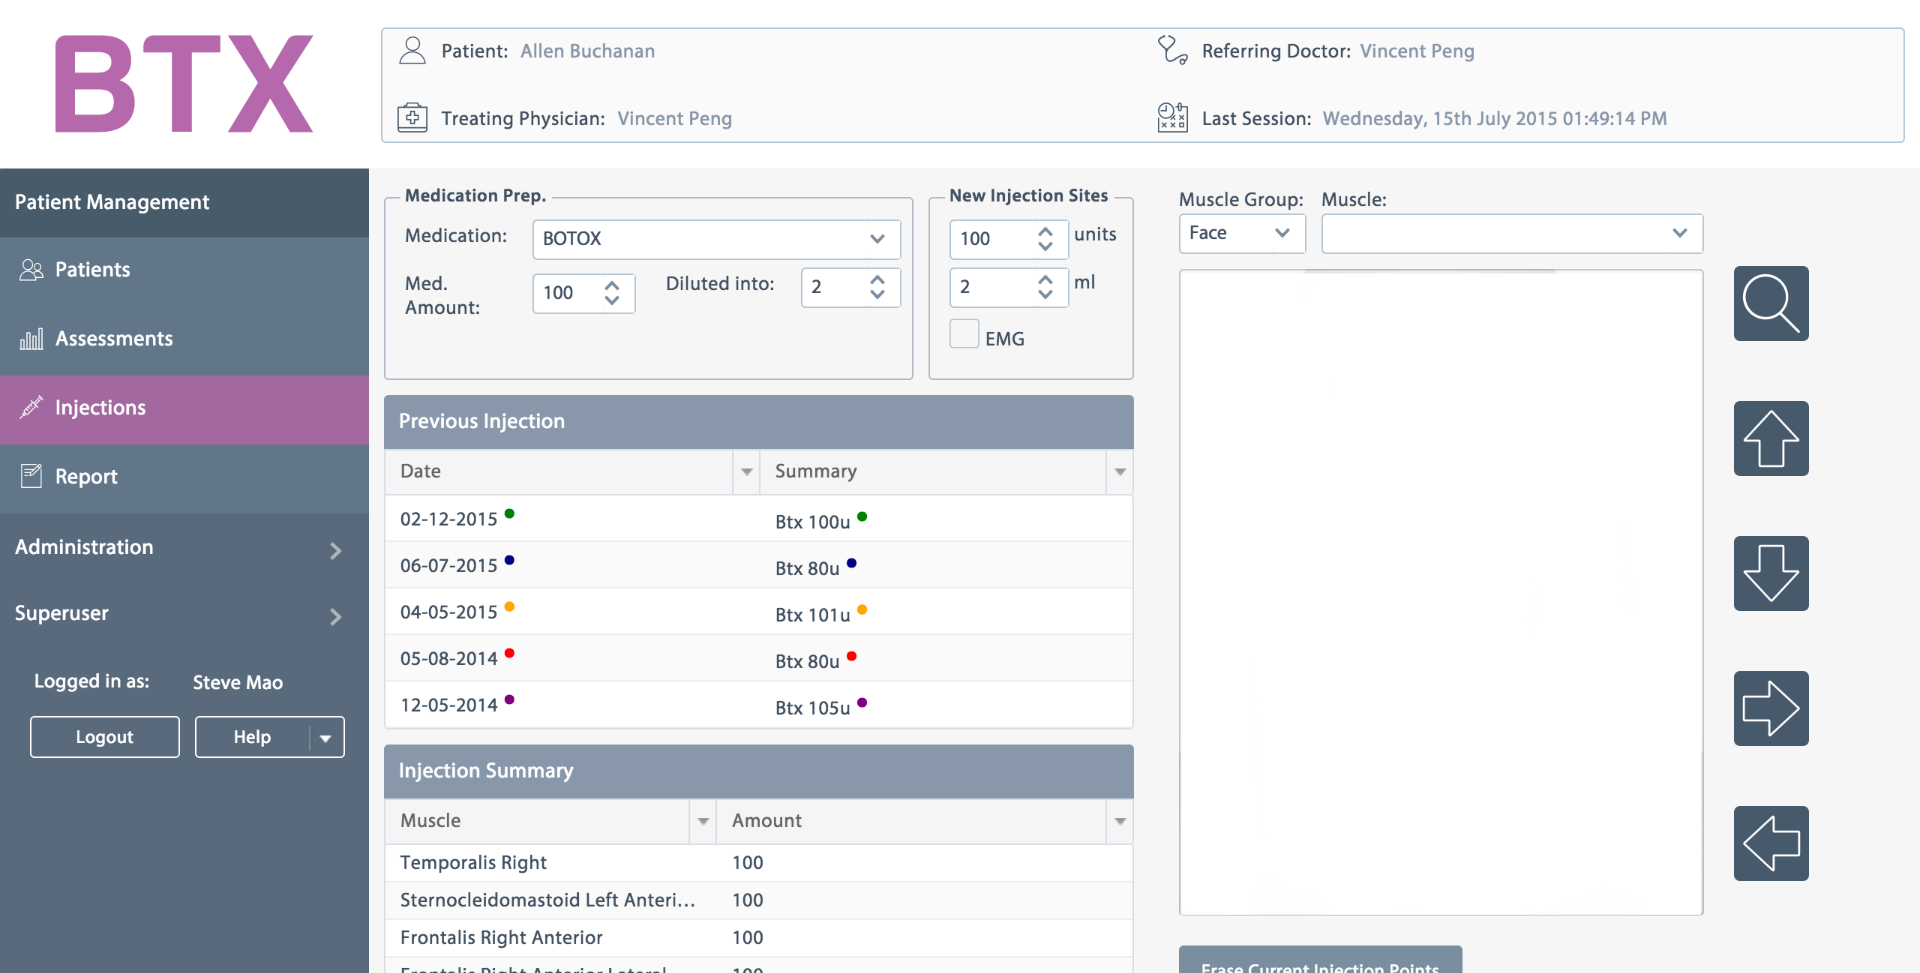 BTX
Patient: Allen Buchanan
Referring Doctor: Vincent Peng
Treating Physician: Vincent Peng
Last Session: Wednesday, 15th July 2015 01:49:14 PM
Patient Management
Patients
Assessments
Injections
Report
Administration
Superuser
Logged in as: Steve Mao
Logout
Help
Medication Prep.
Medication: BOTOX
Med. Amount: 100
Diluted into: 2
New Injection Sites
100 units
2 ml
EMG
Muscle Group:
Face
Muscle:
Previous Injection
Date Summary
02-12-2015 Btx 100u
06-07-2015 Btx 80u
04-05-2015 Btx 101u
05-08-2014 Btx 80u
12-05-2014 Btx 105u
Injection Summary
Muscle Amount
Temporalis Right 100
Sternocleidomastoid Left Anteri... 100
Frontalis Right Anterior 100
Frontalis Right Anterior Lateral 100
Erase Current Injection Points